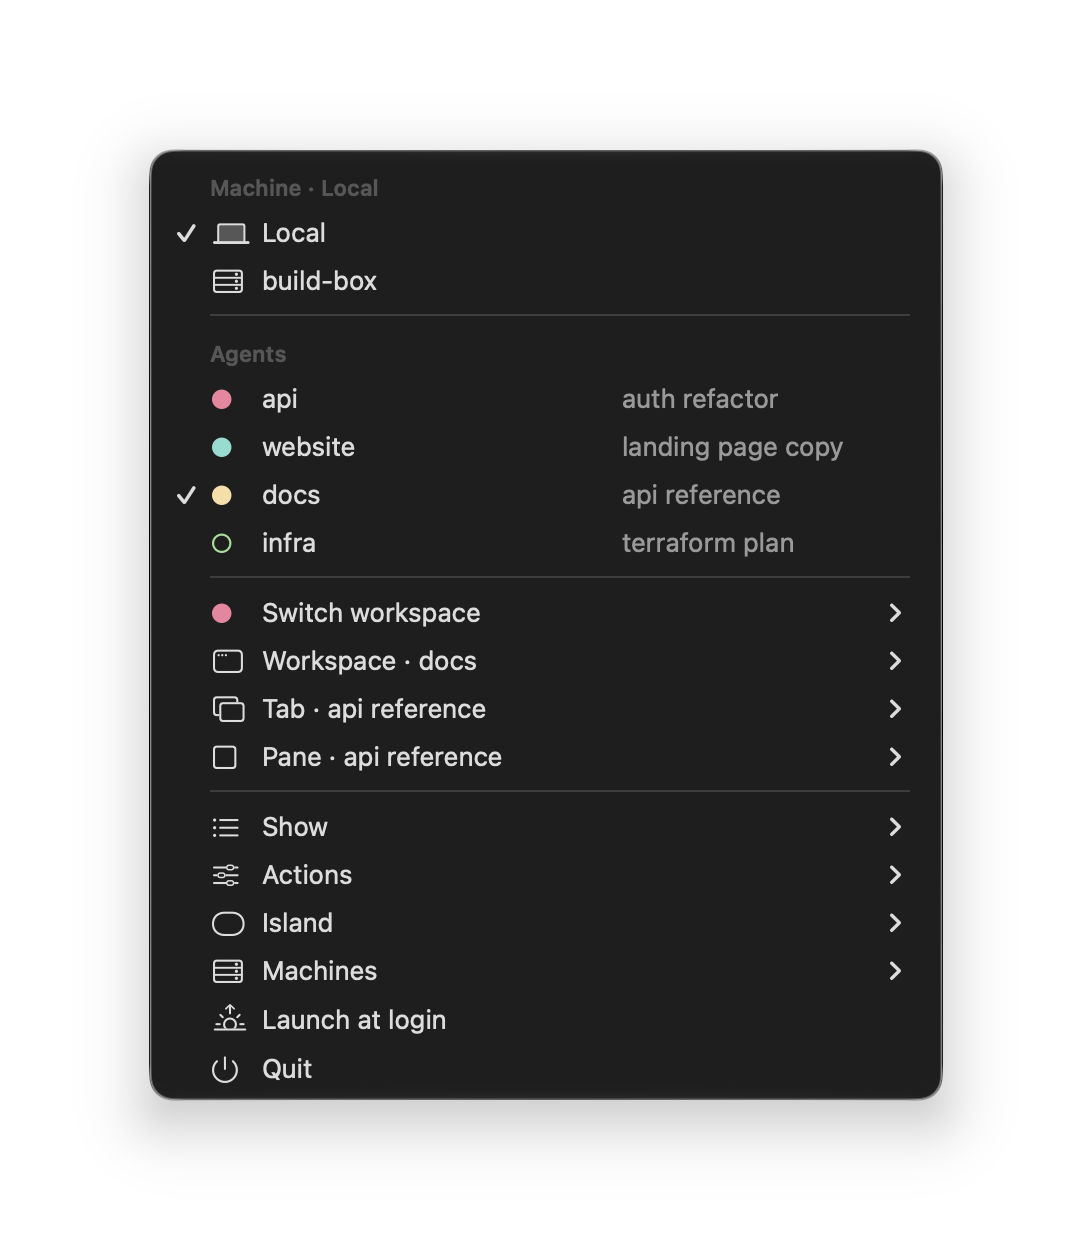 Machine · Local
Local
build-box
Agents
api auth refactor
website landing page copy
docs api reference
infra terraform plan
Switch workspace
Workspace · docs
Tab · api reference
Pane · api reference
Show
Actions
Island
Machines
Launch at login
Quit